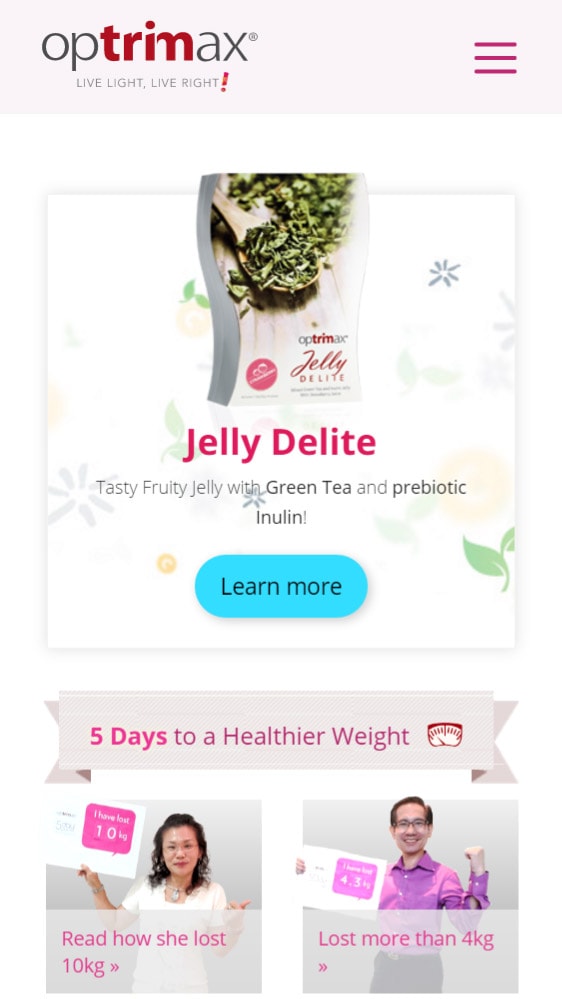 optrimax®
LIVE LIGHT, LIVE RIGHT!
optrimax
Jelly
DELITE
Jelly Delite
Tasty Fruity Jelly with Green Tea and prebiotic
Inulin!
Learn more
5 Days to a Healthier Weight
I have lost
10 kg
I have lost
4.3 kg
Read how she lost
10kg »
Lost more than 4kg
»